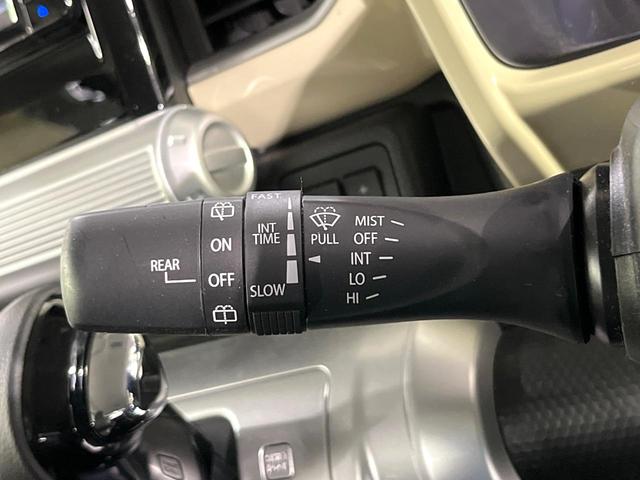 REAR
ON
OFF
FAST
INT
TIME
SLOW
PULL
MIST
OFF
INT
LO
HI